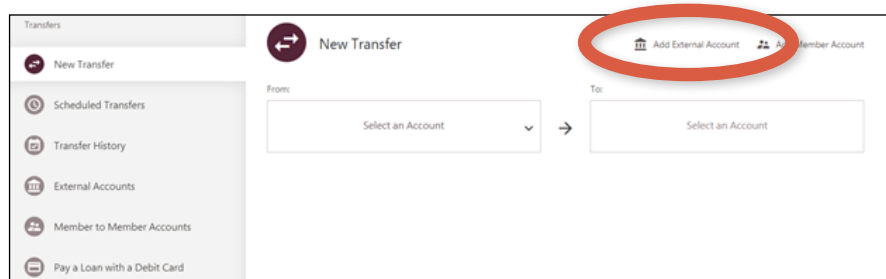 Transfers
New Transfer
Scheduled Transfers
Transfer History
External Accounts
Member to Member Accounts
Pay a Loan with a Debit Card
New Transfer
Add External Account
Member Account
From:
Select an Account
To:
Select an Account